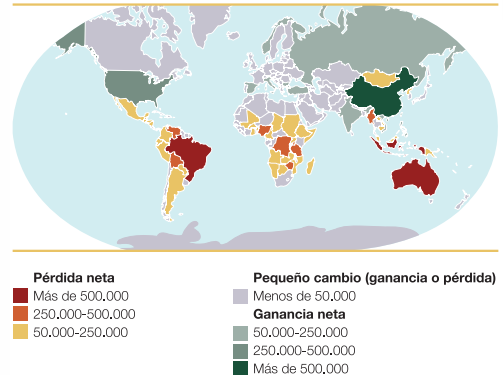 Pérdida neta
Más de 500.000
250.000-500.000
50.000-250.000
Pequeño cambio (ganancia o pérdida)
Menos de 50.000
Ganancia neta
50.000-250.000
250.000-500.000
Más de 500.000